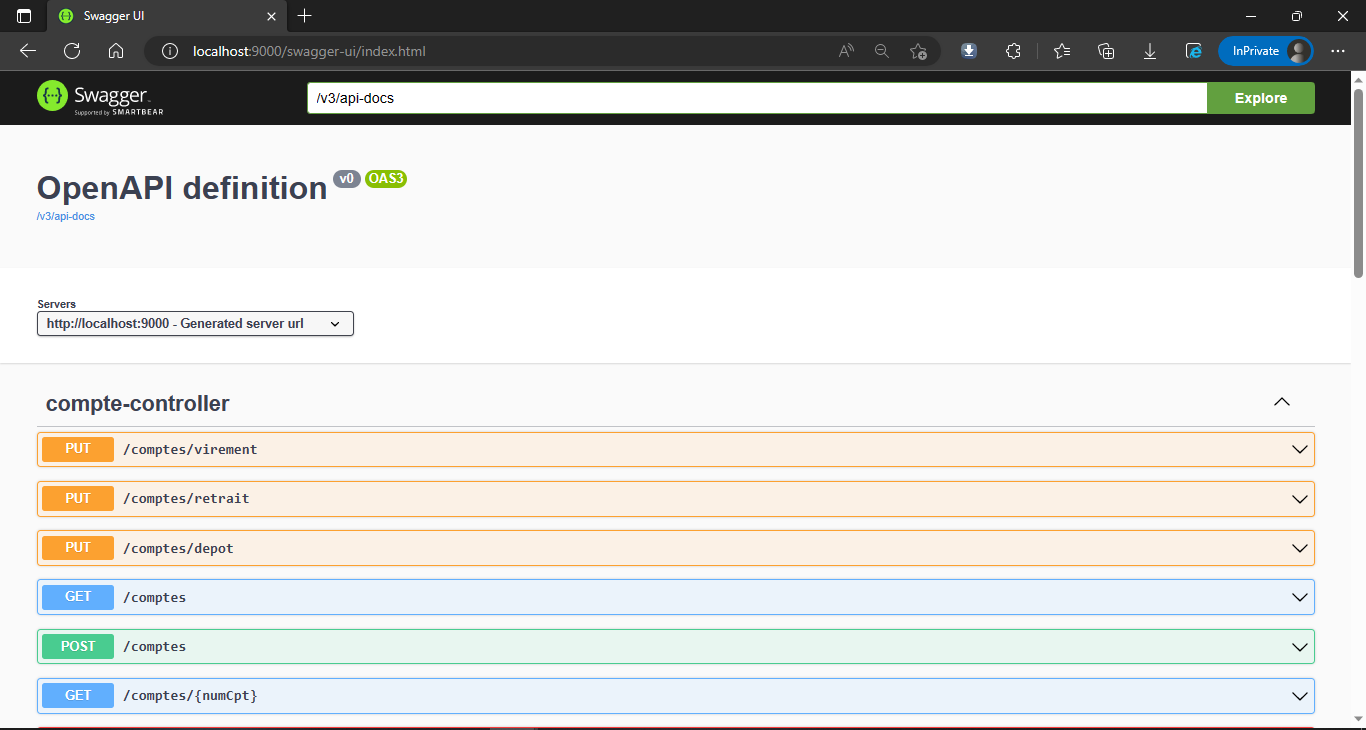 Swagger UI
localhost:9000/swagger-ui/index.html
InPrivate
Swagger
Supported by SMARTBEAR
/v3/api-docs
Explore
OpenAPI definition v0 OAS3
/v3/api-docs
Servers
http://localhost:9000 - Generated server url
compte-controller
PUT /comptes/virement
PUT /comptes/retrait
PUT /comptes/depot
GET /comptes
POST /comptes
GET /comptes/{numCpt}